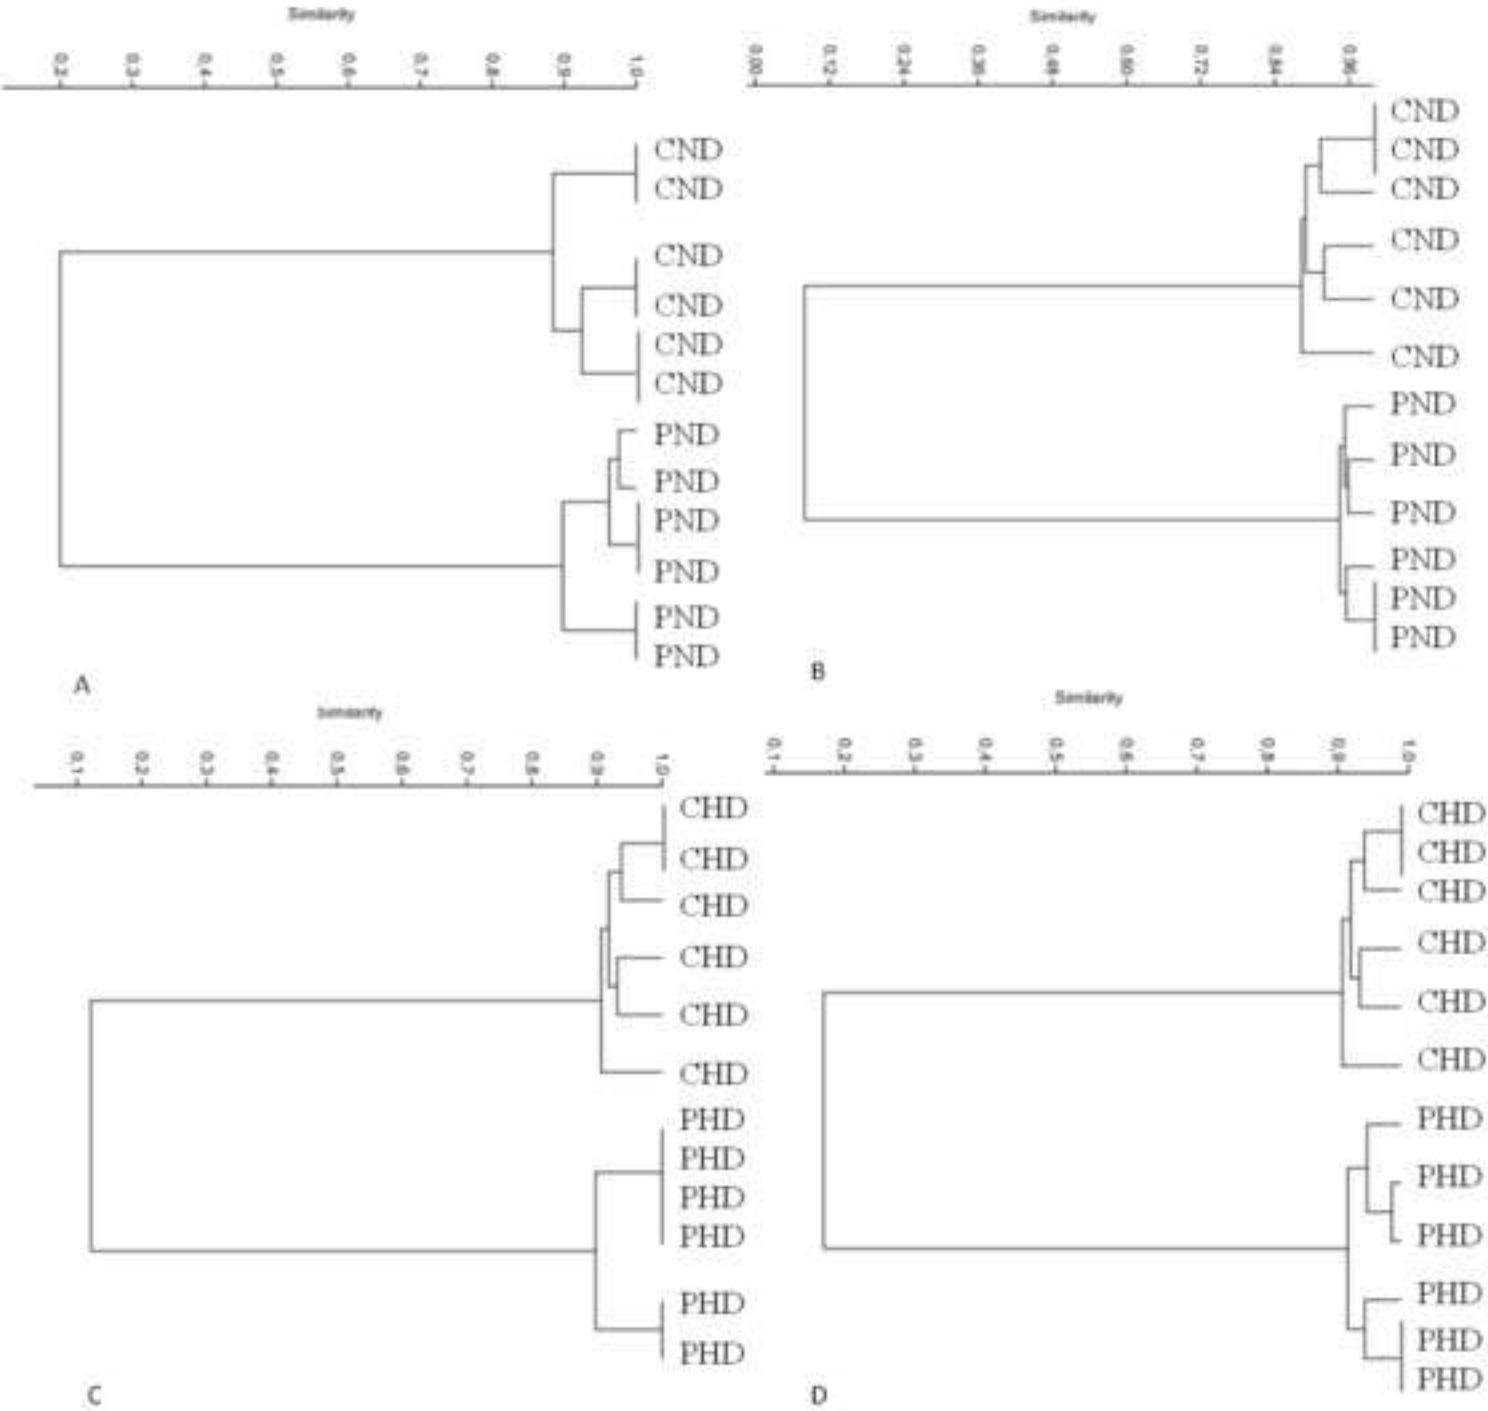 Similarity
0.2 0.3 0.4 0.5 0.6 0.7 0.8 0.9 1.0
CND
CND
CND
CND
CND
CND
PND
PND
PND
PND
PND
PND
A
Similarity
0.00 0.12 0.24 0.36 0.48 0.60 0.72 0.84 0.96
CND
CND
CND
CND
CND
CND
PND
PND
PND
PND
PND
PND
B
Similarity
0.1 0.2 0.3 0.4 0.5 0.6 0.7 0.8 0.9 1.0
CHD
CHD
CHD
CHD
CHD
CHD
PHD
PHD
PHD
PHD
PHD
PHD
C
Similarity
0.1 0.2 0.3 0.4 0.5 0.6 0.7 0.8 0.9 1.0
CHD
CHD
CHD
CHD
CHD
CHD
PHD
PHD
PHD
PHD
PHD
PHD
D